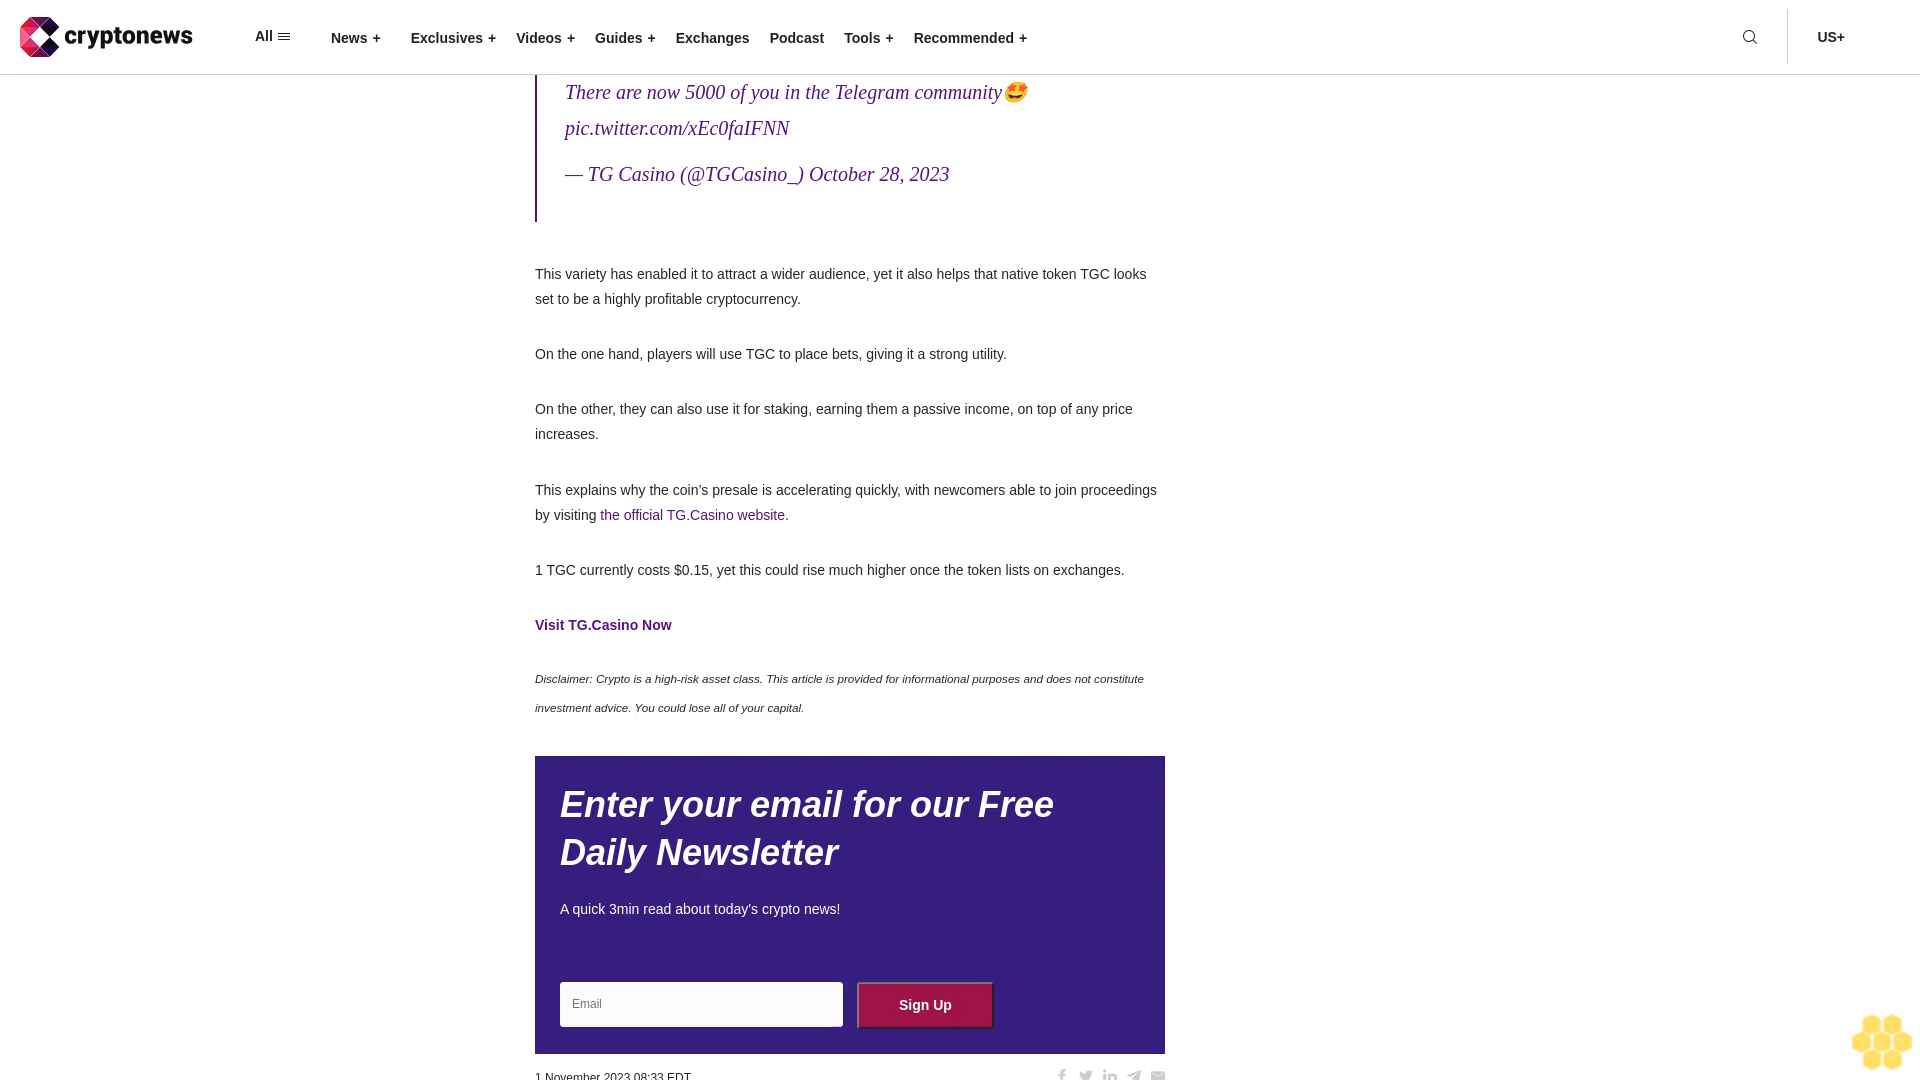 cryptonews
All
News +
Exclusives +
Videos +
Guides +
Exchanges
Podcast
Tools +
Recommended +
US+
There are now 5000 of you in the Telegram community🤩
pic.twitter.com/xEc0faIFNN
— TG Casino (@TGCasino_) October 28, 2023
This variety has enabled it to attract a wider audience, yet it also helps that native token TGC looks
set to be a highly profitable cryptocurrency.
On the one hand, players will use TGC to place bets, giving it a strong utility.
On the other, they can also use it for staking, earning them a passive income, on top of any price
increases.
This explains why the coin’s presale is accelerating quickly, with newcomers able to join proceedings
by visiting the official TG.Casino website.
1 TGC currently costs $0.15, yet this could rise much higher once the token lists on exchanges.
Visit TG.Casino Now
Disclaimer: Crypto is a high-risk asset class. This article is provided for informational purposes and does not constitute
investment advice. You could lose all of your capital.
Enter your email for our Free
Daily Newsletter
A quick 3min read about today's crypto news!
Email
Sign Up
1 November 2023 08:33 EDT